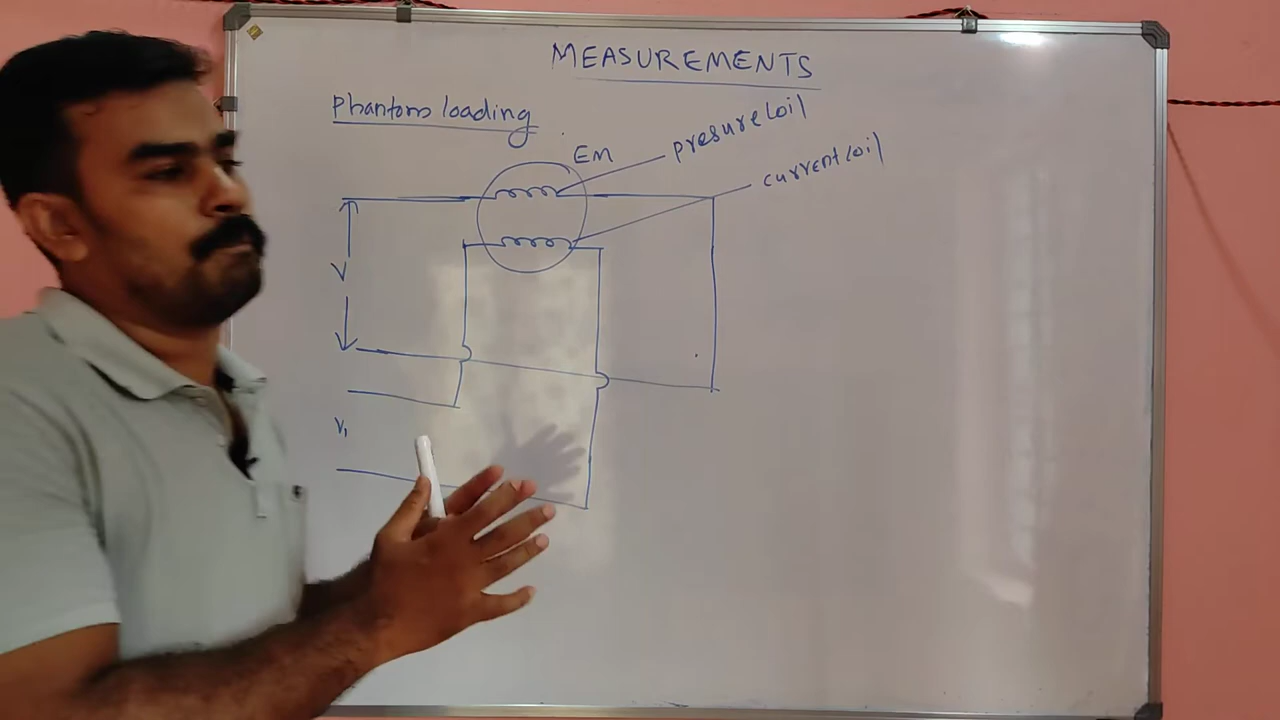 MEASUREMENTS
Phantom loading
EM
presure coil
current coil
V
V1